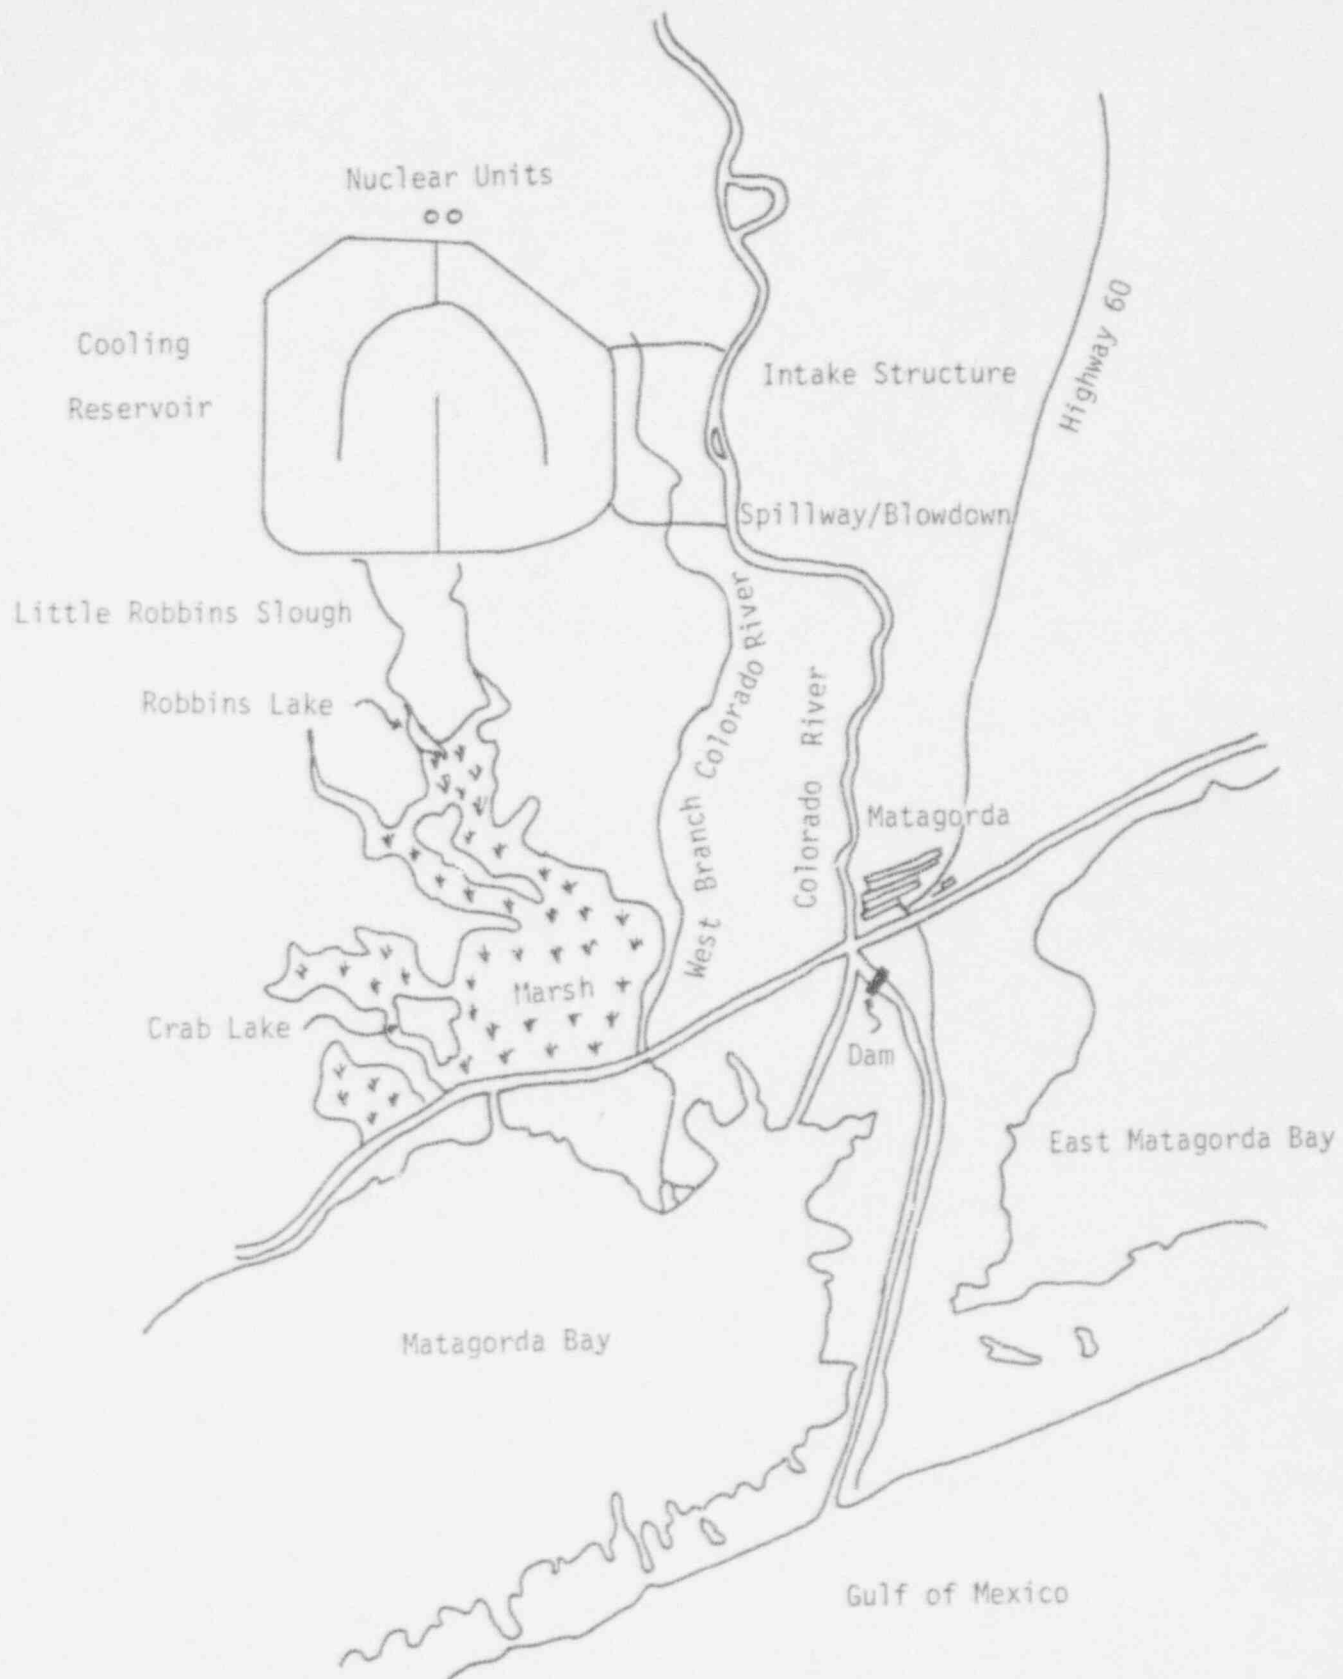 Nuclear Units
Highway 60
Cooling
Reservoir
Intake Structure
Spillway/Blowdown
Little Robbins Slough
West Branch Colorado River
Colorado River
Robbins Lake
Matagorda
Marsh
Crab Lake
Dam
East Matagorda Bay
Matagorda Bay
Gulf of Mexico